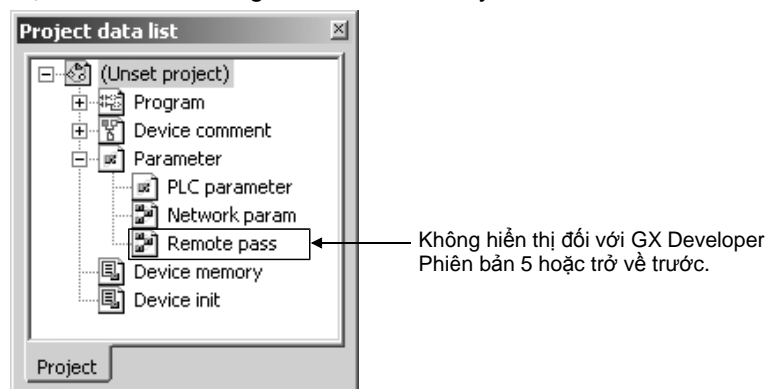 Project data list
(Unset project)
Program
Device comment
Parameter
PLC parameter
Network param
Remote pass
Không hiển thị đối với GX Developer
Phiên bản 5 hoặc trở về trước.
Device memory
Device init
Project